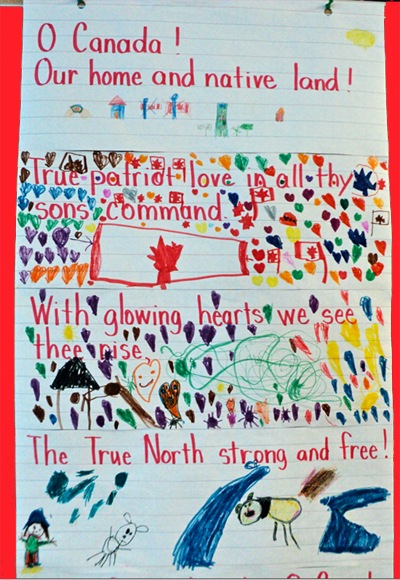 O Canada!
Our home and native land!
True patriot love in all thy
sons command.
With glowing hearts we see
thee rise
The True North strong and free!